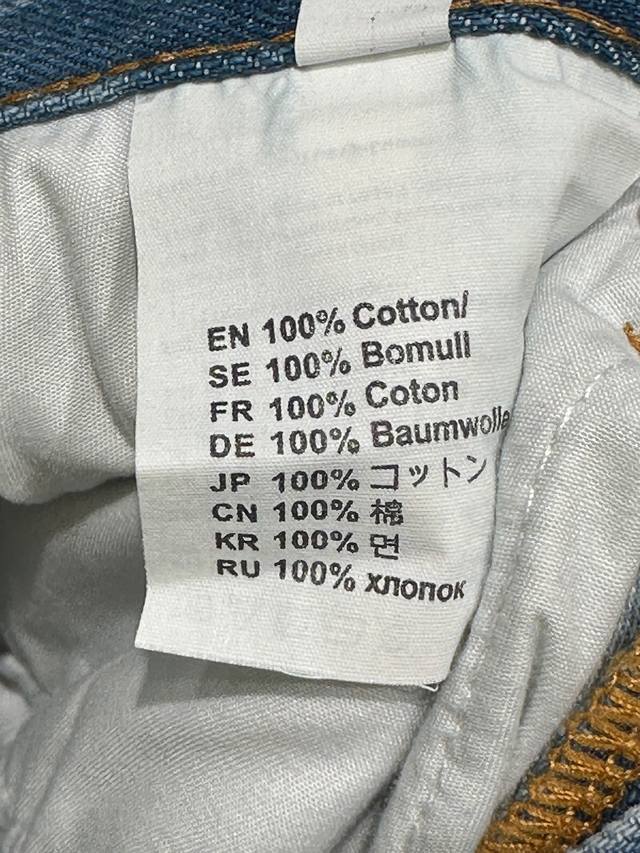 EN 100% Cotton/
SE 100% Bomull
FR 100% Coton
DE 100% Baumwolle
JP 100% コットン
CN 100% 棉
KR 100% 면
RU 100% хлопок